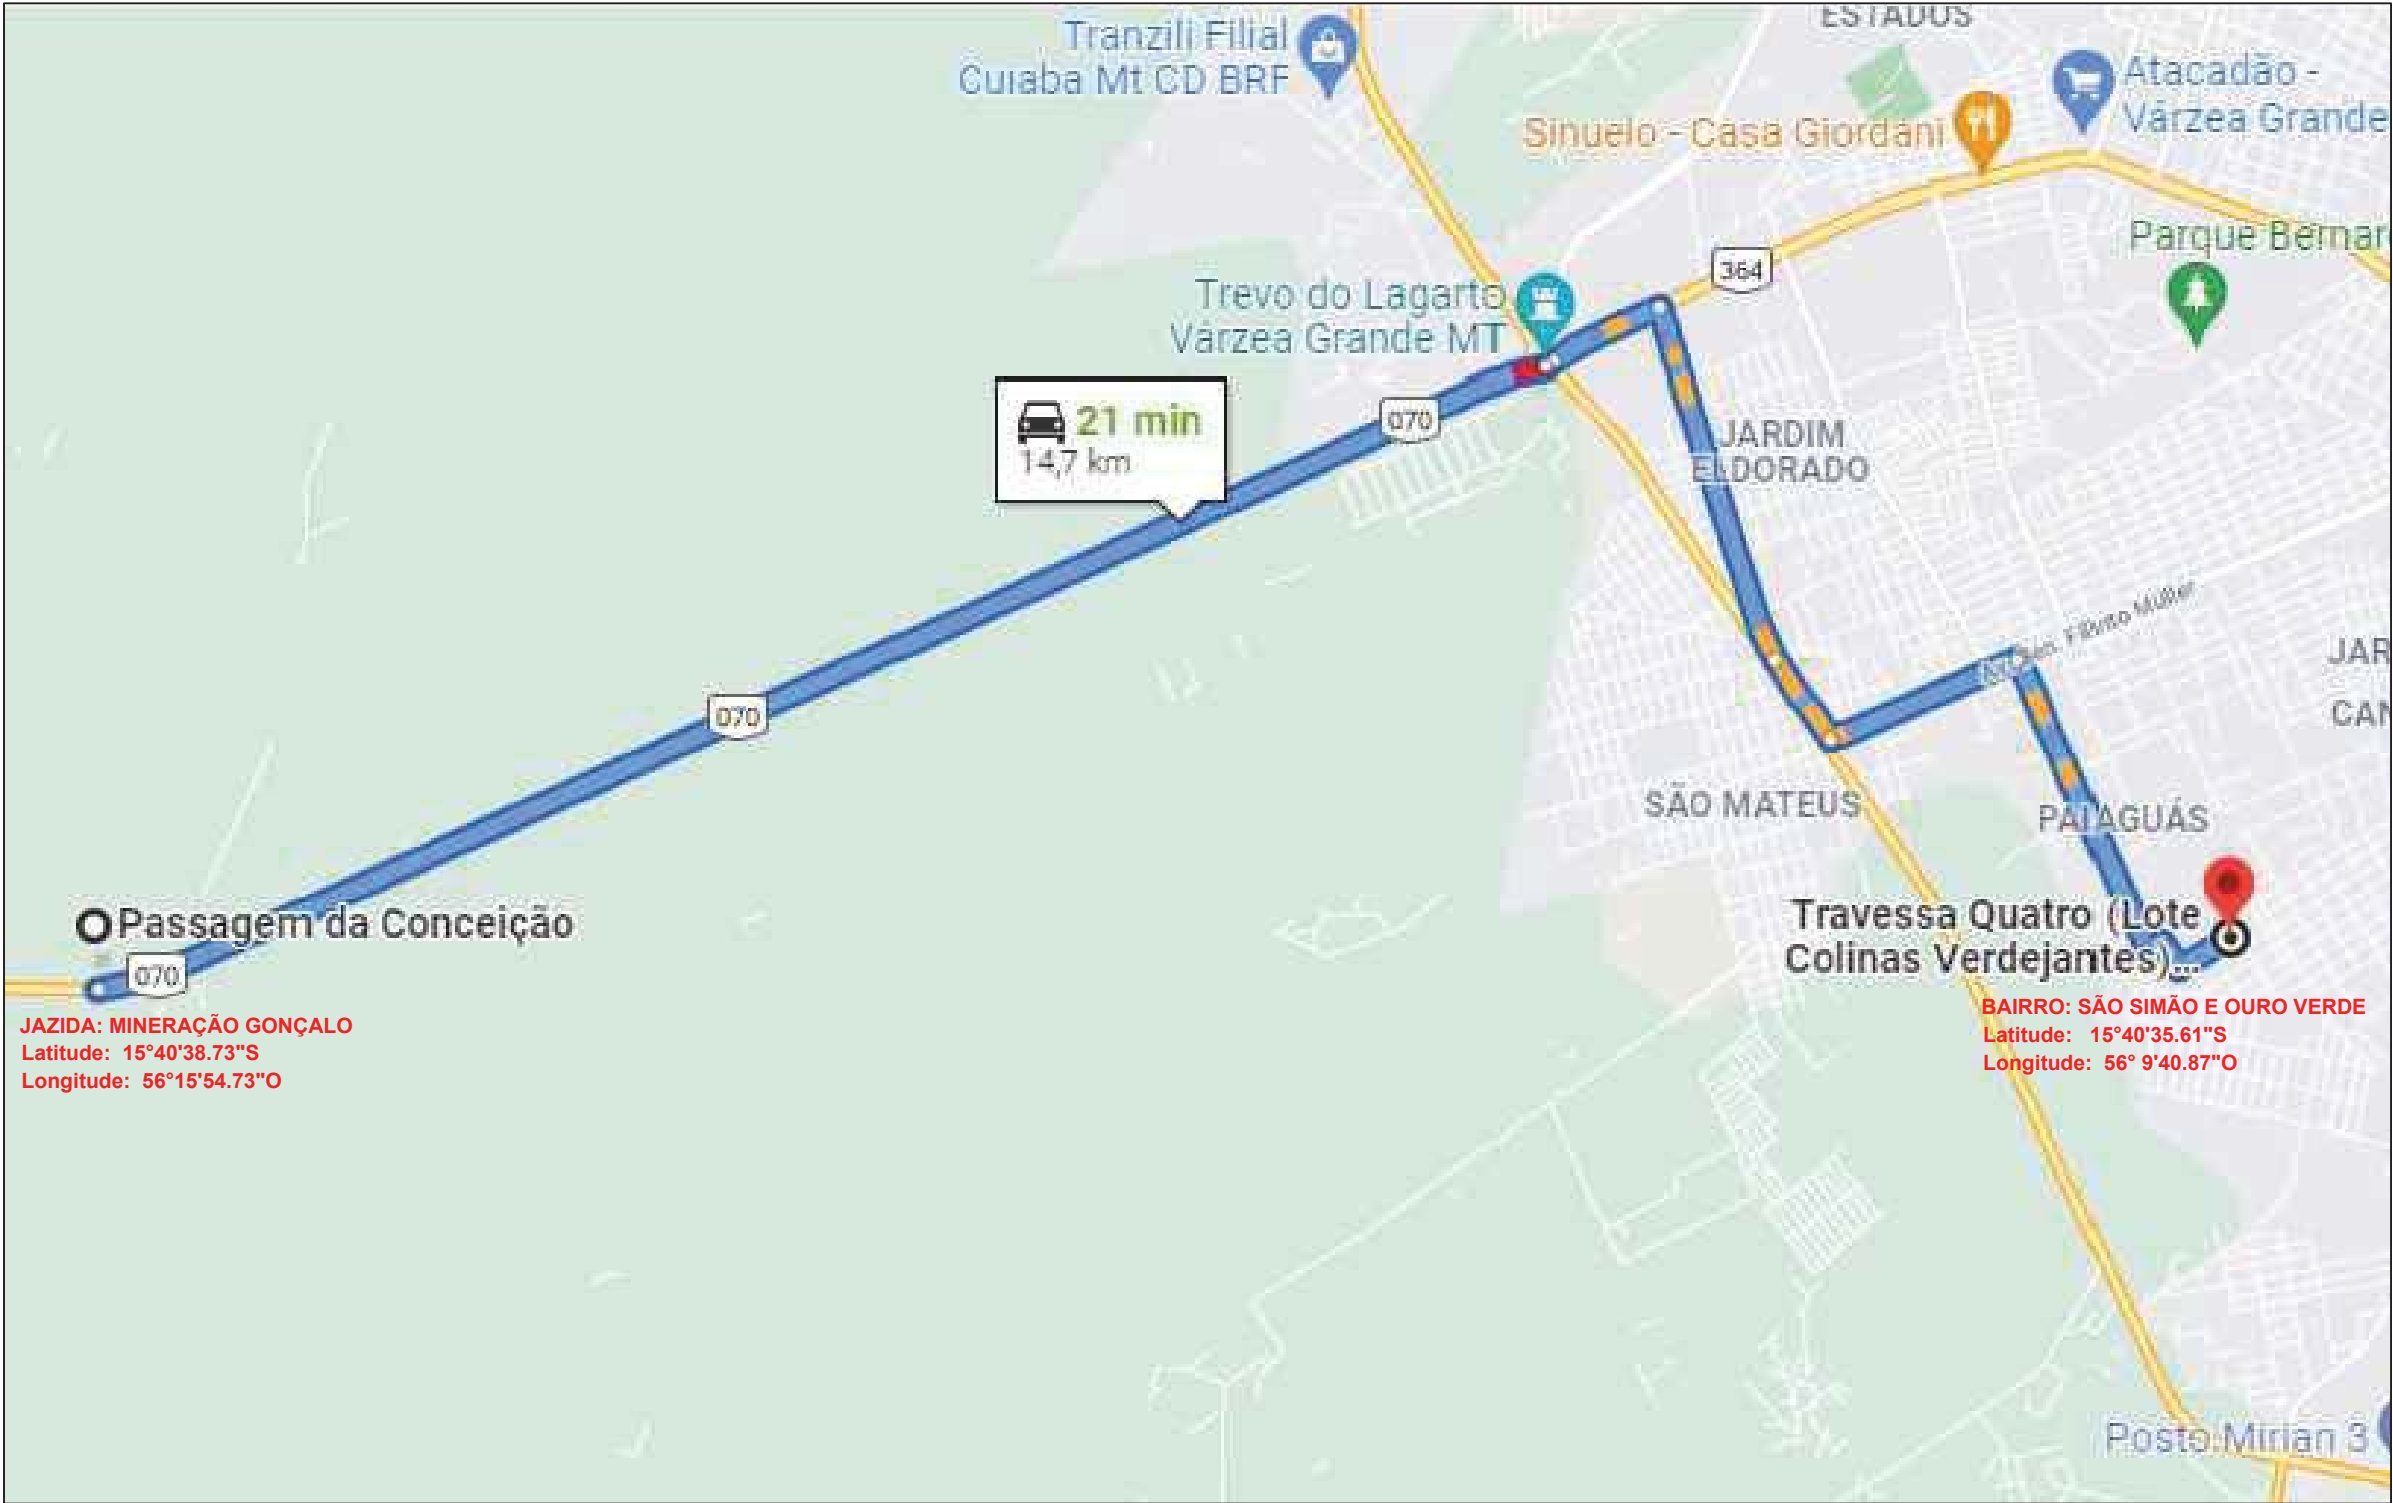 ESTADOS
Tranzili Filial
Cuiaba Mt CD BRF
Atacadão -
Várzea Grande
Sinuelo - Casa Giordani
Parque Bernar
364
Trevo do Lagarto
Várzea Grande MT
21 min
14,7 km
070
JARDIM
ELDORADO
Av. Sen. Filinto Müller
JAR
CAN
070
SÃO MATEUS
PAIAGUÁS
Passagem da Conceição
070
Travessa Quatro (Lote
Colinas Verdejantes)...
JAZIDA: MINERAÇÃO GONÇALO
Latitude: 15°40'38.73"S
Longitude: 56°15'54.73"O
BAIRRO: SÃO SIMÃO E OURO VERDE
Latitude: 15°40'35.61"S
Longitude: 56° 9'40.87"O
Posto Mirian 3